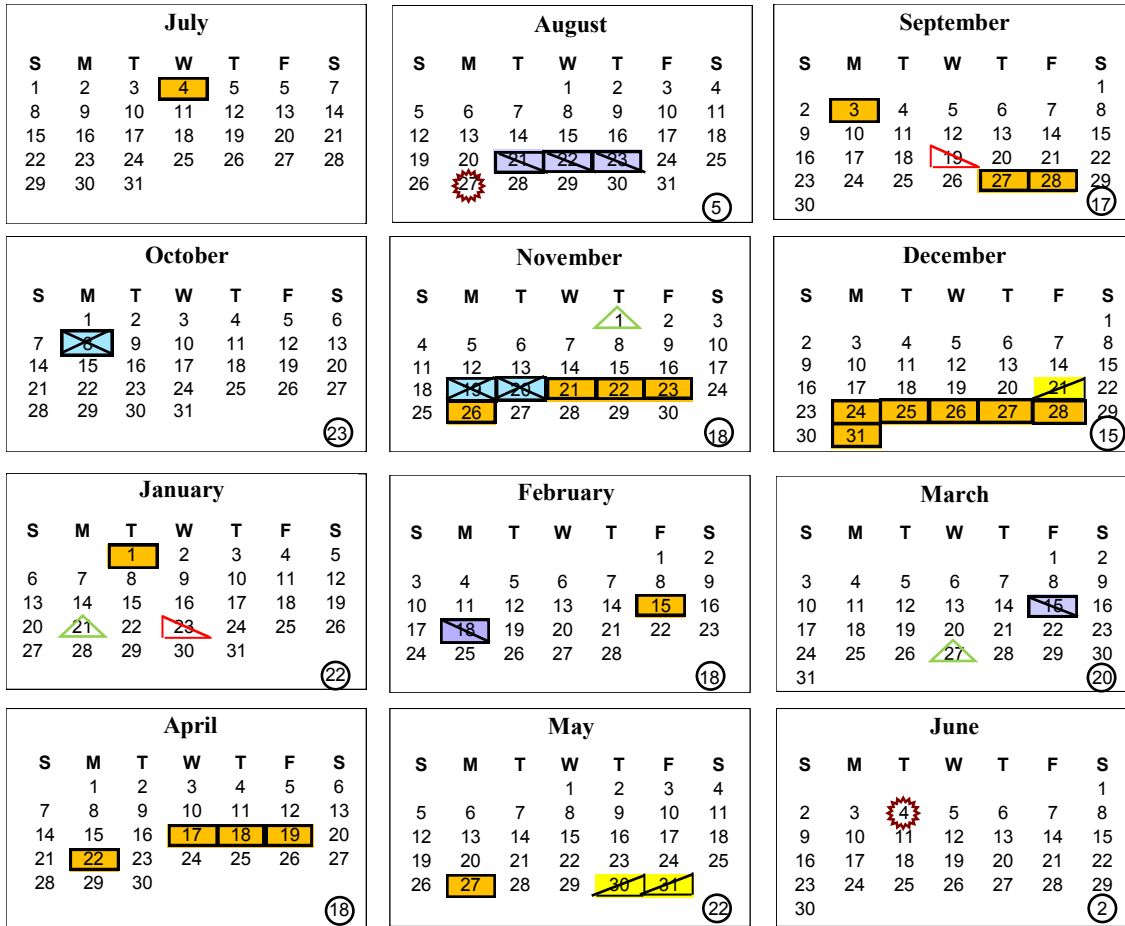 July
S M T W T F S
1 2 3 4 5 5 7
8 9 10 11 12 13 14
15 16 17 18 19 20 21
22 23 24 25 26 27 28
29 30 31
August
S M T W T F S
1 2 3 4
5 6 7 8 9 10 11
12 13 14 15 16 17 18
19 20 21 22 23 24 25
26 27 28 29 30 31
5
September
S M T W T F S
1
2 3 4 5 6 7 8
9 10 11 12 13 14 15
16 17 18 19 20 21 22
23 24 25 26 27 28 29
30
17
October
S M T W T F S
1 2 3 4 5 6
7 8 9 10 11 12 13
14 15 16 17 18 19 20
21 22 23 24 25 26 27
28 29 30 31
23
November
S M T W T F S
1 2 3
4 5 6 7 8 9 10
11 12 13 14 15 16 17
18 19 20 21 22 23 24
25 26 27 28 29 30
18
December
S M T W T F S
1
2 3 4 5 6 7 8
9 10 11 12 13 14 15
16 17 18 19 20 21 22
23 24 25 26 27 28 29
30 31
15
January
S M T W T F S
1 2 3 4 5
6 7 8 9 10 11 12
13 14 15 16 17 18 19
20 21 22 23 24 25 26
27 28 29 30 31
22
February
S M T W T F S
1 2
3 4 5 6 7 8 9
10 11 12 13 14 15 16
17 18 19 20 21 22 23
24 25 26 27 28
18
March
S M T W T F S
1 2
3 4 5 6 7 8 9
10 11 12 13 14 15 16
17 18 19 20 21 22 23
24 25 26 27 28 29 30
31
20
April
S M T W T F S
1 2 3 4 5 6
7 8 9 10 11 12 13
14 15 16 17 18 19 20
21 22 23 24 25 26 27
28 29 30
18
May
S M T W T F S
1 2 3 4
5 6 7 8 9 10 11
12 13 14 15 16 17 18
19 20 21 22 23 24 25
26 27 28 29 30 31
22
June
S M T W T F S
1
2 3 4 5 6 7 8
9 10 11 12 13 14 15
16 17 18 19 20 21 22
23 24 25 26 27 28 29
30
2